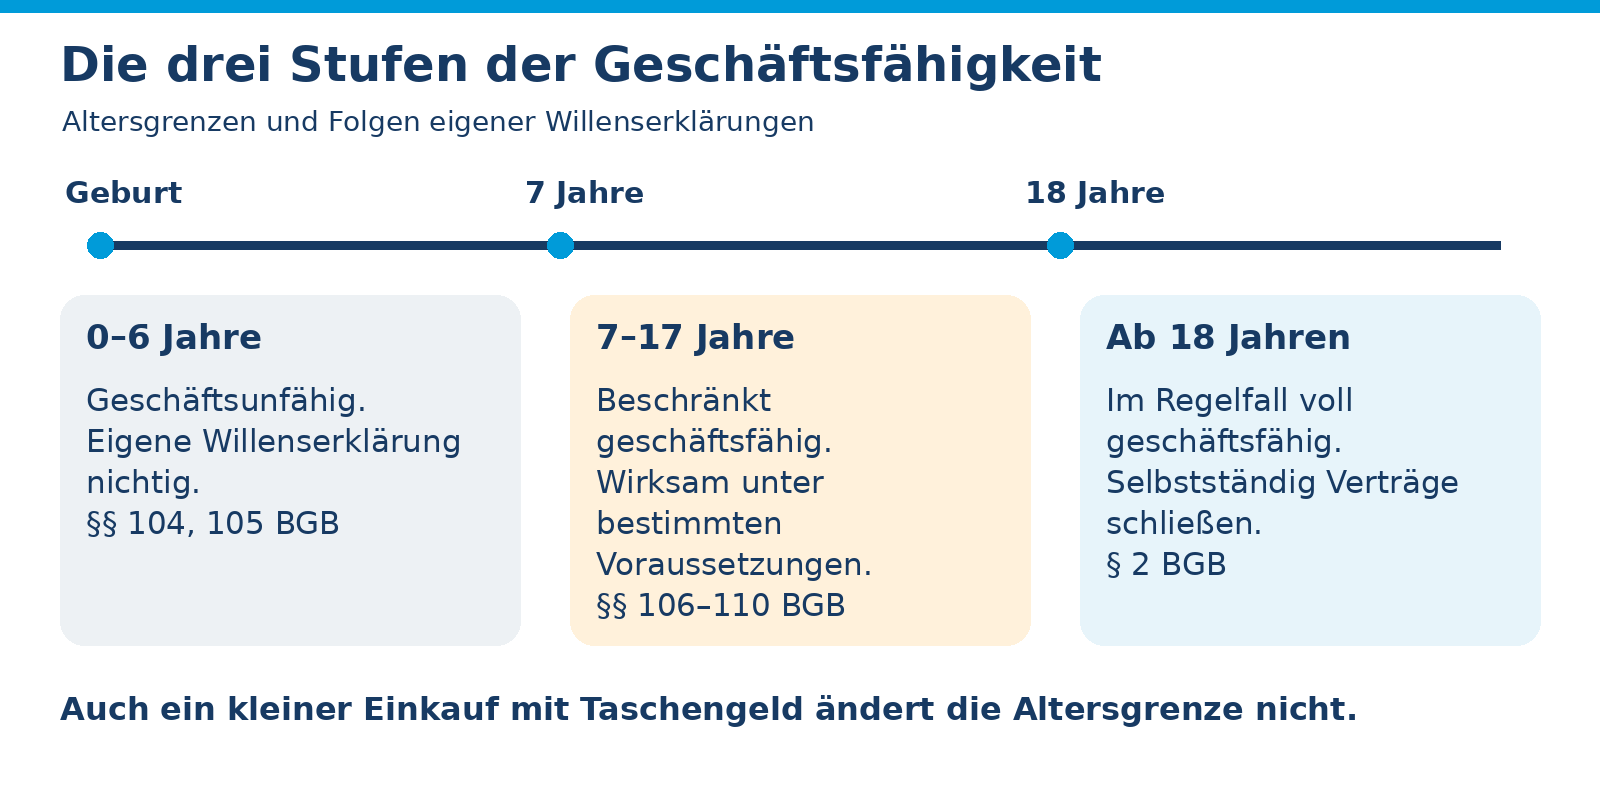 Die drei Stufen der Geschäftsfähigkeit
Altersgrenzen und Folgen eigener Willenserklärungen
Geburt
7 Jahre
18 Jahre
0–6 Jahre
Geschäftsunfähig.
Eigene Willenserklärung
nichtig.
§§ 104, 105 BGB
7–17 Jahre
Beschränkt
geschäftsfähig.
Wirksam unter
bestimmten
Voraussetzungen.
§§ 106–110 BGB
Ab 18 Jahren
Im Regelfall voll
geschäftsfähig.
Selbstständig Verträge
schließen.
§ 2 BGB
Auch ein kleiner Einkauf mit Taschengeld ändert die Altersgrenze nicht.